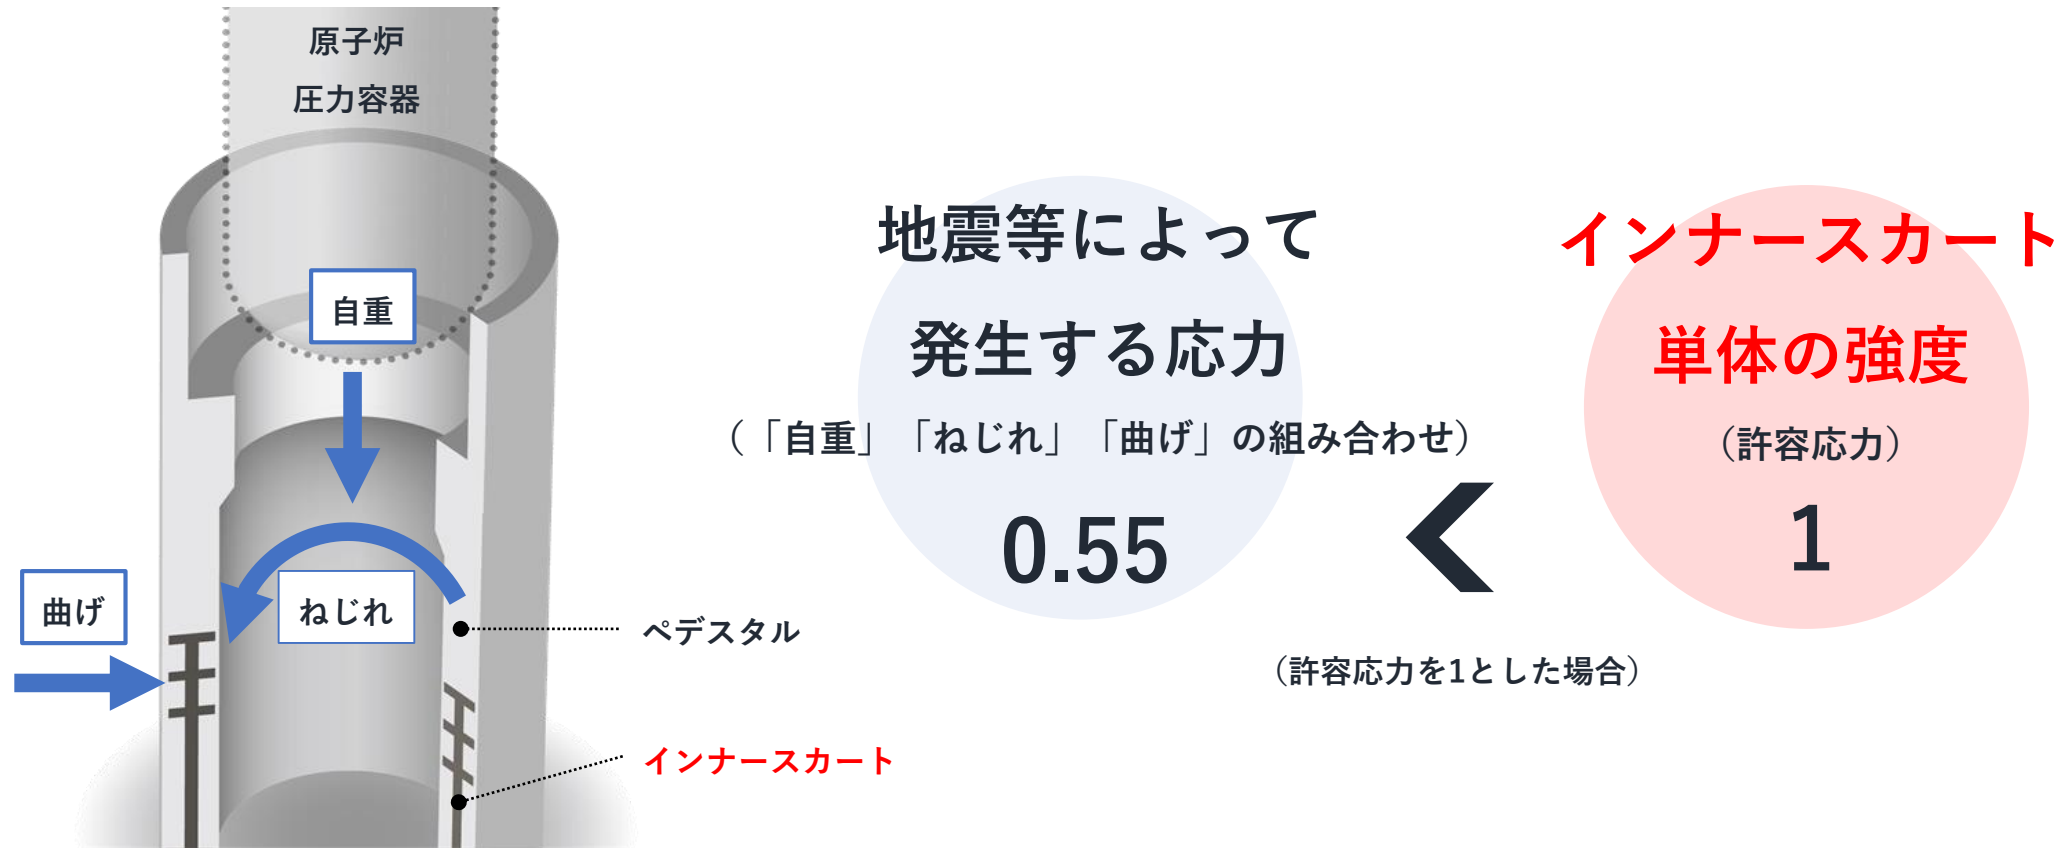 原子炉
圧力容器
自重
ねじれ
曲げ
ペデスタル
インナースカート
地震等によって
発生する応力
（「自重」「ねじれ」「曲げ」の組み合わせ）
0.55
<
インナースカート
単体の強度
（許容応力）
1
（許容応力を1とした場合）